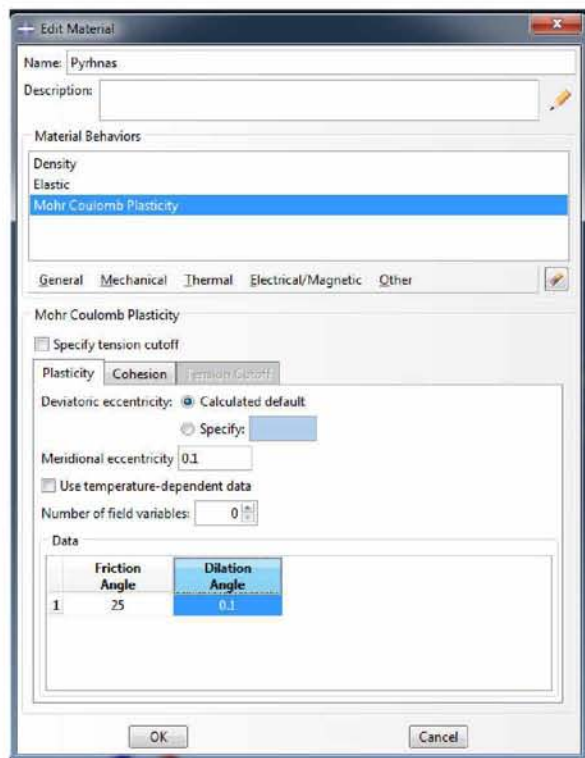 Edit Material
Name: Pyrhnas
Description:
Material Behaviors
Density
Elastic
Mohr Coulomb Plasticity
General Mechanical Thermal Electrical/Magnetic Other
Mohr Coulomb Plasticity
Specify tension cutoff
Plasticity Cohesion Tension Cutoff
Deviatoric eccentricity: Calculated default
Specify:
Meridional eccentricity 0.1
Use temperature-dependent data
Number of field variables: 0
Data
Friction Dilation
Angle Angle
1 25 0.1
OK Cancel